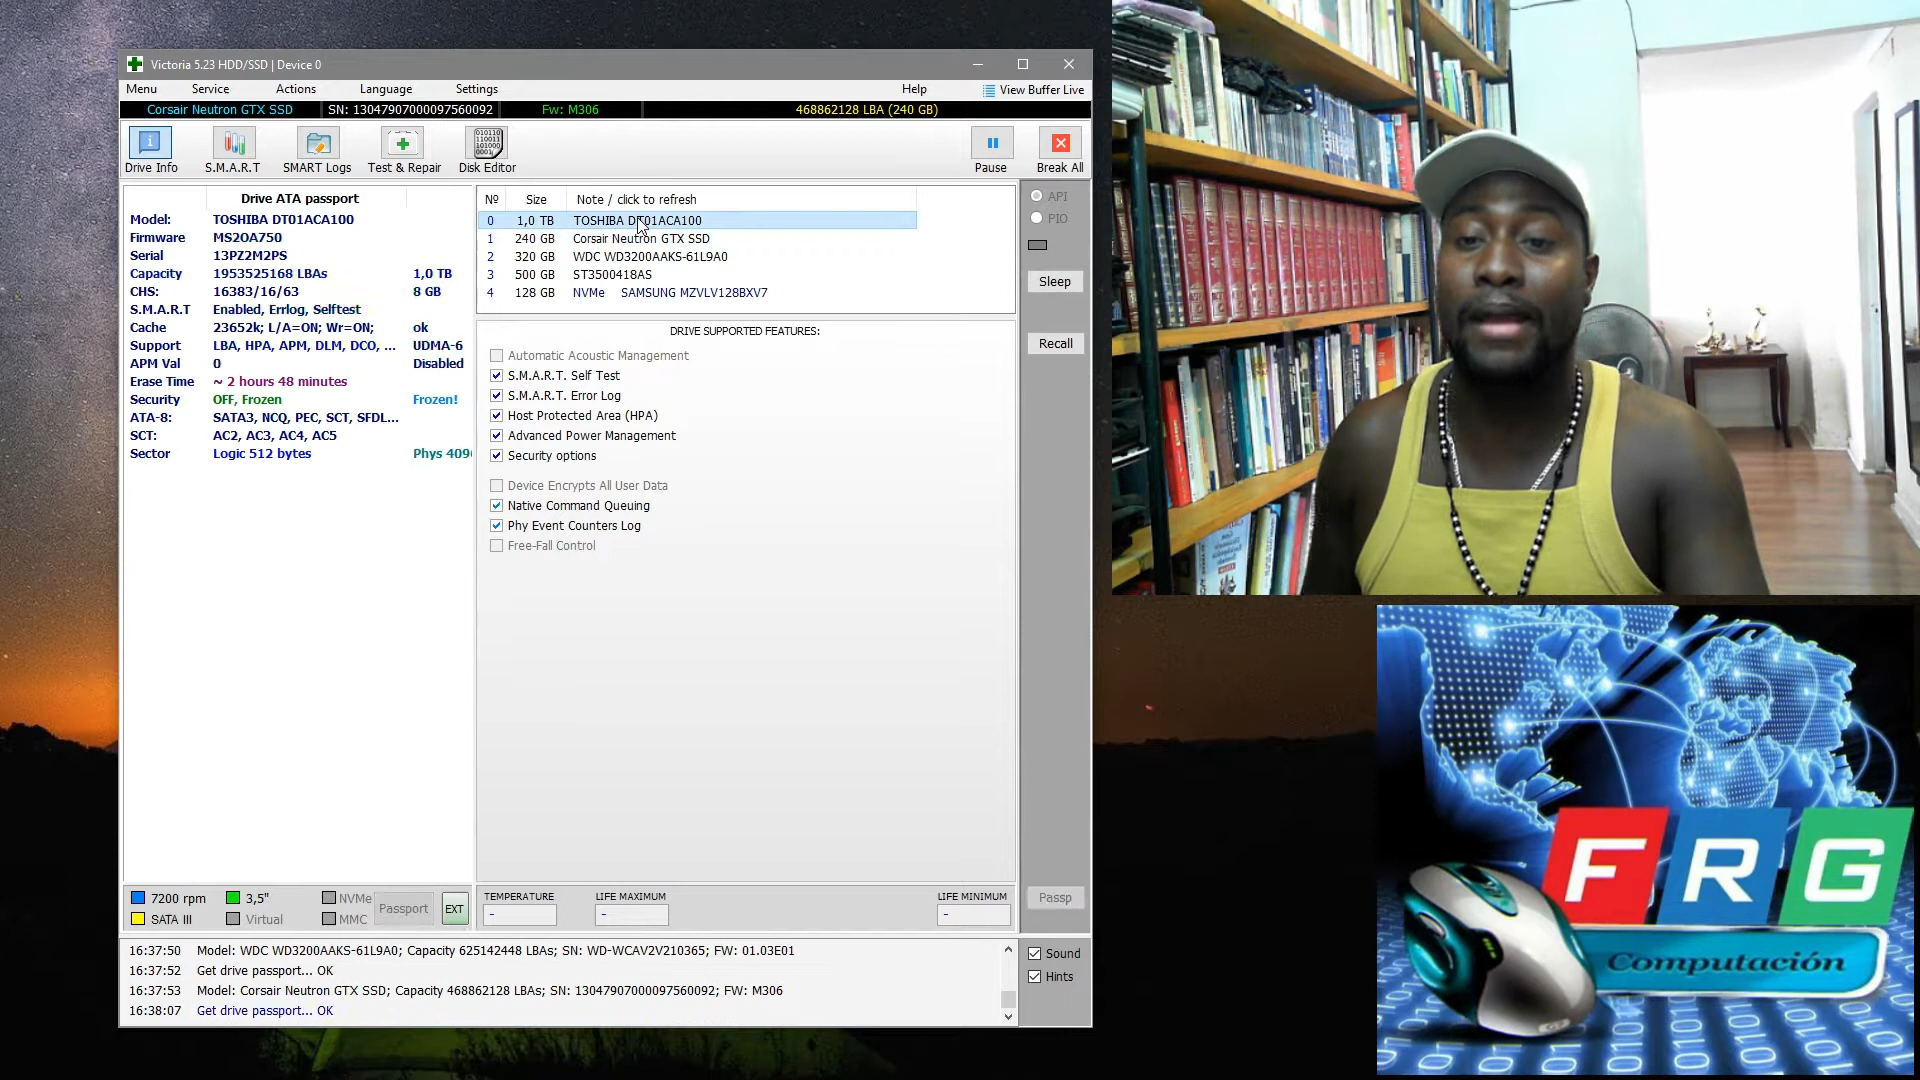 Victoria 5.23 HDD/SSD | Device 0
Menu Service Actions Language Settings Help View Buffer Live
Corsair Neutron GTX SSD SN: 13047907000097560092 Fw: M306 468862128 LBA (240 GB)
Drive Info S.M.A.R.T SMART Logs Test & Repair Disk Editor Pause Break All
Drive ATA passport
Model: TOSHIBA DT01ACA100
Firmware MS2OA750
Serial 13PZ2M2PS
Capacity 1953525168 LBAs 1,0 TB
CHS: 16383/16/63 8 GB
S.M.A.R.T Enabled, Errlog, Selftest
Cache 23652k; L/A=ON; Wr=ON; ok
Support LBA, HPA, APM, DLM, DCO, ... UDMA-6
APM Val 0 Disabled
Erase Time ~ 2 hours 48 minutes
Security OFF, Frozen Frozen!
ATA-8: SATA3, NCQ, PEC, SCT, SFDL...
SCT: AC2, AC3, AC4, AC5
Sector Logic 512 bytes Phys 409
Nº Size Note / click to refresh
0 1,0 TB TOSHIBA DT01ACA100
1 240 GB Corsair Neutron GTX SSD
2 320 GB WDC WD3200AAKS-61L9A0
3 500 GB ST3500418AS
4 128 GB NVMe SAMSUNG MZVLV128BXV7
DRIVE SUPPORTED FEATURES:
Automatic Acoustic Management
S.M.A.R.T. Self Test
S.M.A.R.T. Error Log
Host Protected Area (HPA)
Advanced Power Management
Security options
Device Encrypts All User Data
Native Command Queuing
Phy Event Counters Log
Free-Fall Control
API
PIO
Sleep
Recall
Passp
7200 rpm 3,5" NVMe
SATA III Virtual MMC
Passport EXT
TEMPERATURE LIFE MAXIMUM LIFE MINIMUM
- - -
16:37:50 Model: WDC WD3200AAKS-61L9A0; Capacity 625142448 LBAs; SN: WD-WCAV2V210365; FW: 01.03E01
16:37:52 Get drive passport... OK
16:37:53 Model: Corsair Neutron GTX SSD; Capacity 468862128 LBAs; SN: 13047907000097560092; FW: M306
16:38:07 Get drive passport... OK
Sound
Hints
FRG
Computación